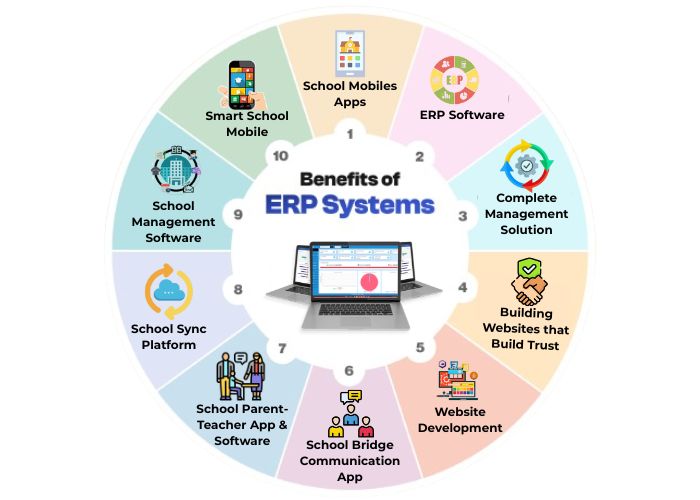 Benefits of
ERP Systems
1
School Mobiles
Apps
2
ERP
ERP Software
3
Complete
Management
Solution
4
Building
Websites that
Build Trust
5
Website
Development
6
School Bridge
Communication
App
7
School Parent-
Teacher App &
Software
8
School Sync
Platform
9
School
Management
Software
10
Smart School
Mobile